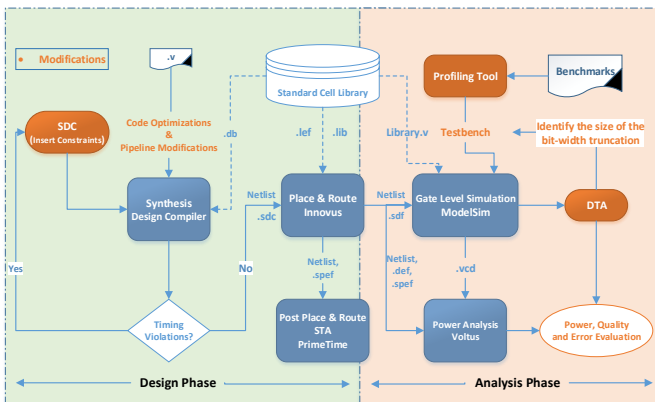 Modifications
.v
Standard Cell Library
Profiling Tool
Benchmarks
SDC
(Insert Constraints)
Code Optimizations
&
Pipeline Modifications
.db
.lef
.lib
Library.v
Testbench
Identify the size of the
bit-width truncation
Synthesis
Design Compiler
Netlist
.sdc
Place & Route
Innovus
Netlist
.sdf
Gate Level Simulation
ModelSim
DTA
Yes
No
Netlist,
.spef
Netlist,
.def,
.spef
.vcd
Timing
Violations?
Post Place & Route
STA
PrimeTime
Power Analysis
Voltus
Power, Quality
and Error Evaluation
Design Phase
Analysis Phase